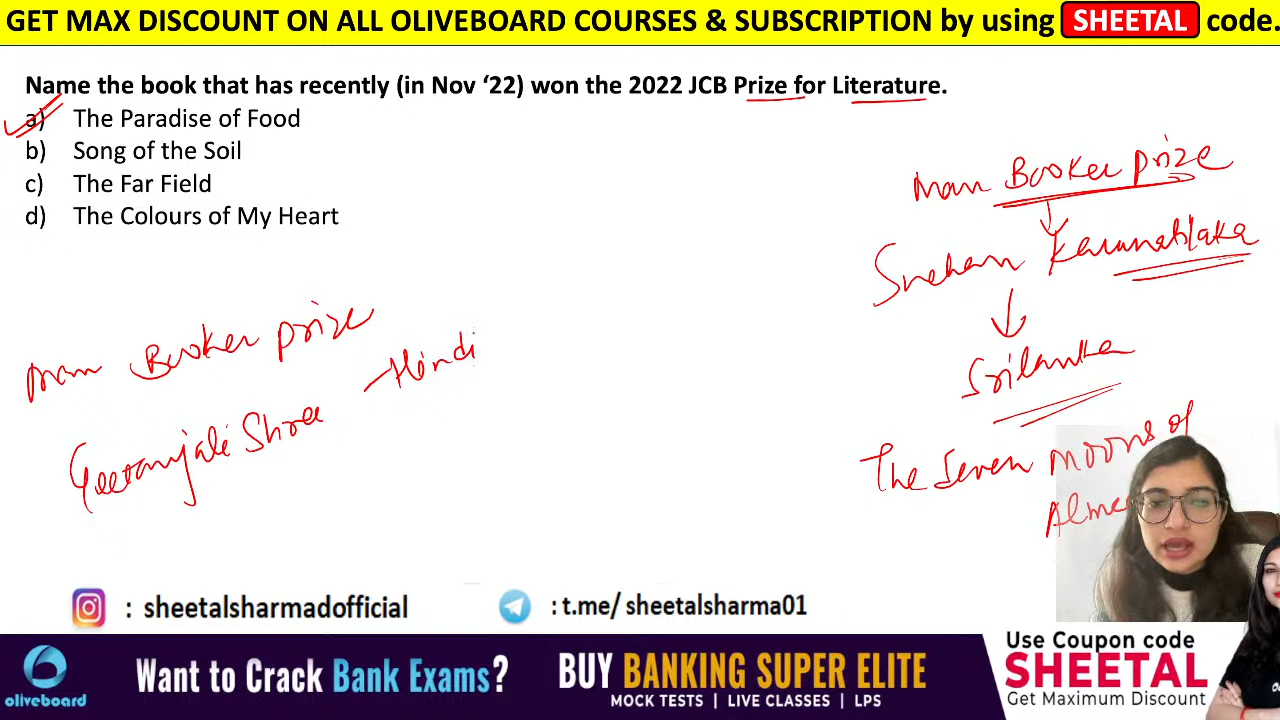 GET MAX DISCOUNT ON ALL OLIVEBOARD COURSES & SUBSCRIPTION by using SHEETAL code.
Name the book that has recently (in Nov ‘22) won the 2022 JCB Prize for Literature.
a) The Paradise of Food
b) Song of the Soil
c) The Far Field
d) The Colours of My Heart
Man Booker prize
Karunatilaka
Srilanka
The Seven Moons of
Alme
Man Booker prize
- Hindi
Geetanjali Shree
: sheetalsharmadofficial
: t.me/ sheetalsharma01
oliveboard
Want to Crack Bank Exams?
BUY BANKING SUPER ELITE
MOCK TESTS | LIVE CLASSES | LPS
Use Coupon code
SHEETAL
Get Maximum Discount